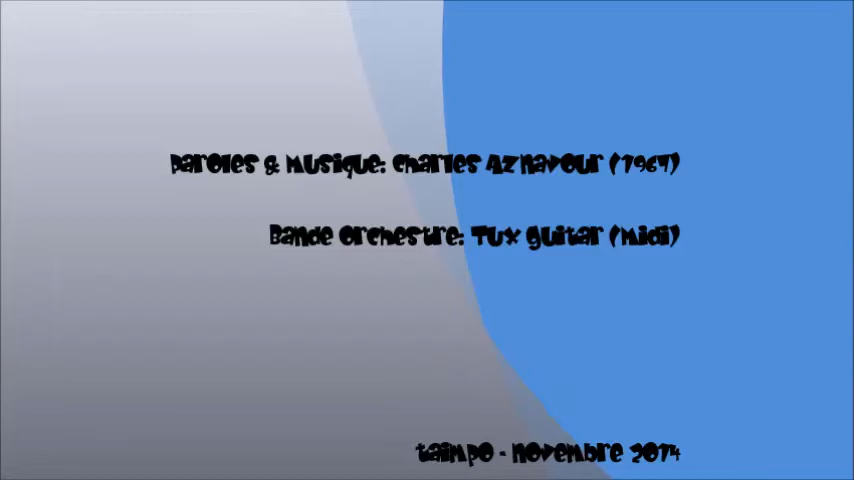 Paroles & Musique: Charles Aznavour (1967)
Bande Orchestre: Tux Guitar (Midi)
taimpo - novembre 2014